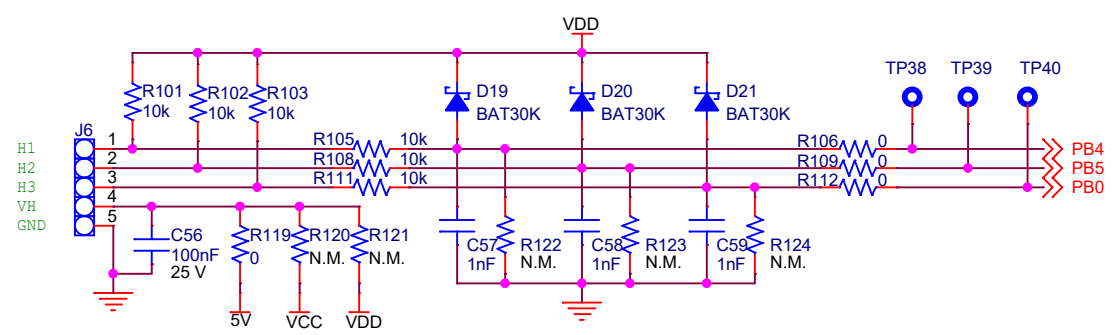 VDD
TP38 TP39 TP40
R101 10k
R102 10k
R103 10k
D19 BAT30K
D20 BAT30K
D21 BAT30K
J6
H1 1 R105 10k R106 0 PB4
H2 2 R108 10k R109 0 PB5
H3 3 R111 10k R112 0 PB0
VH 4
GND 5
C56 100nF 25 V
R119 0
R120 N.M.
R121 N.M.
C57 1nF
R122 N.M.
C58 1nF
R123 N.M.
C59 1nF
R124 N.M.
5V VCC VDD